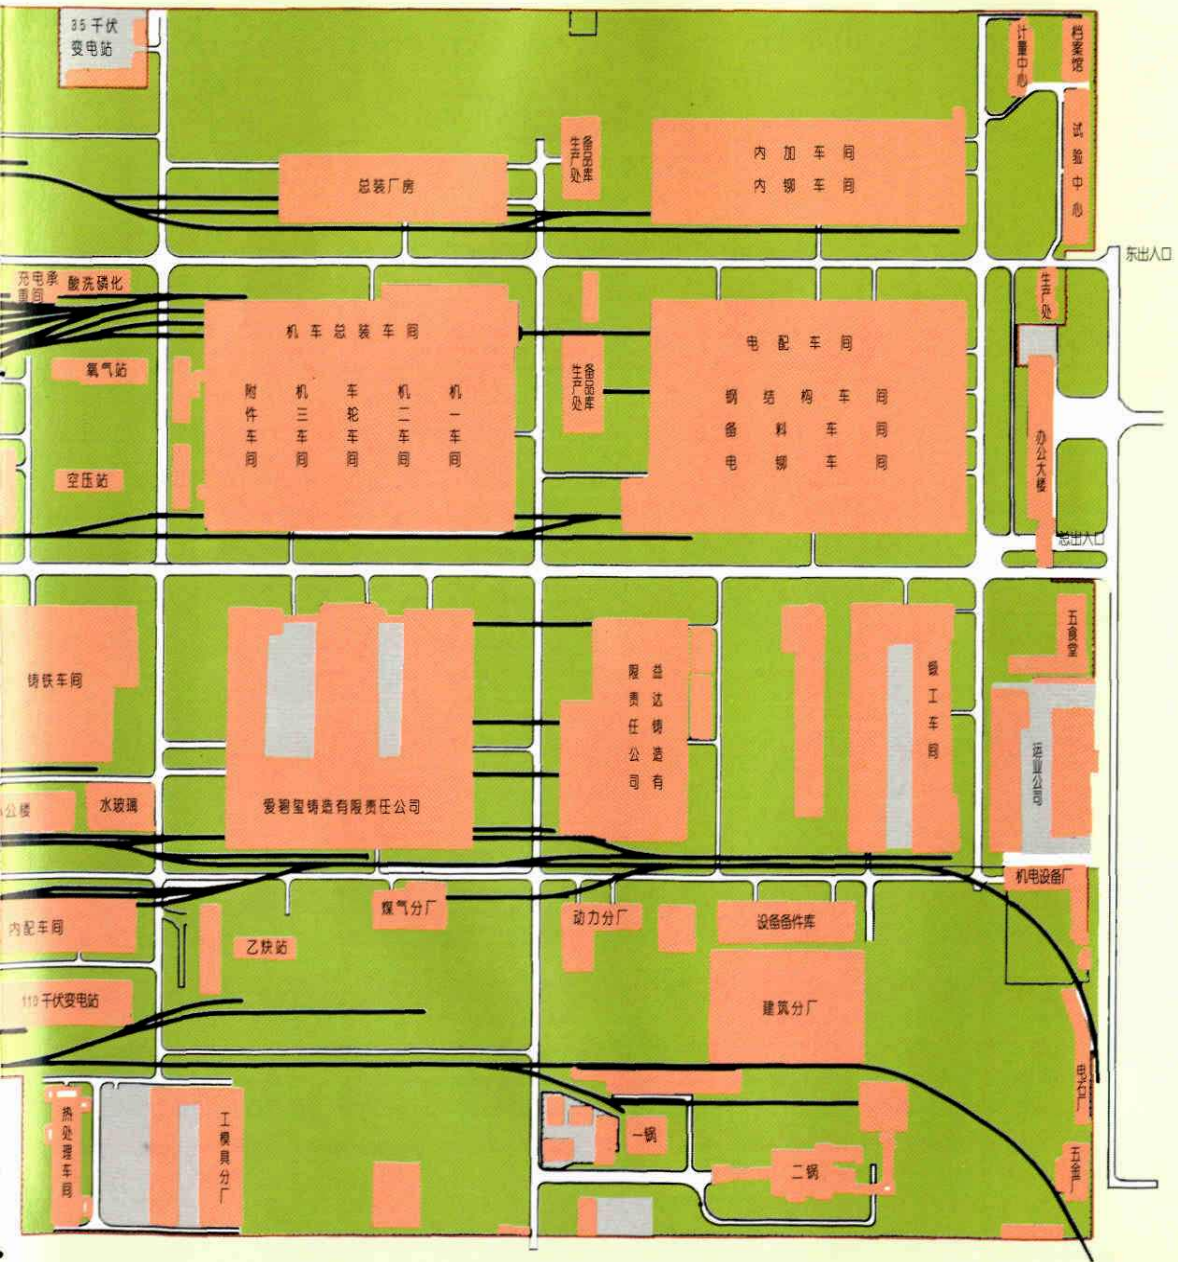 35千伏
变电站
计量中心
档案馆
生产处
备品库
内加车间
内铆车间
试验中心
总装厂房
东出入口
充电承
重间
酸洗磷化
生产处
机车总装车间
电配车间
氧气站
附件车间
机三车间
车轮车间
机二车间
机一车间
生产处
备品库
钢结构车间
备料车间
电铆车间
办公大楼
空压站
总出入口
五食堂
铸铁车间
益达铸造有
限责任公司
锻工车间
运业公司
公楼
水玻璃
爱碧玺铸造有限责任公司
机电设备厂
内配车间
煤气分厂
动力分厂
设备备件库
乙炔站
110千伏变电站
建筑分厂
电石厂
热处理车间
工模具分厂
一锅
二锅
五金厂